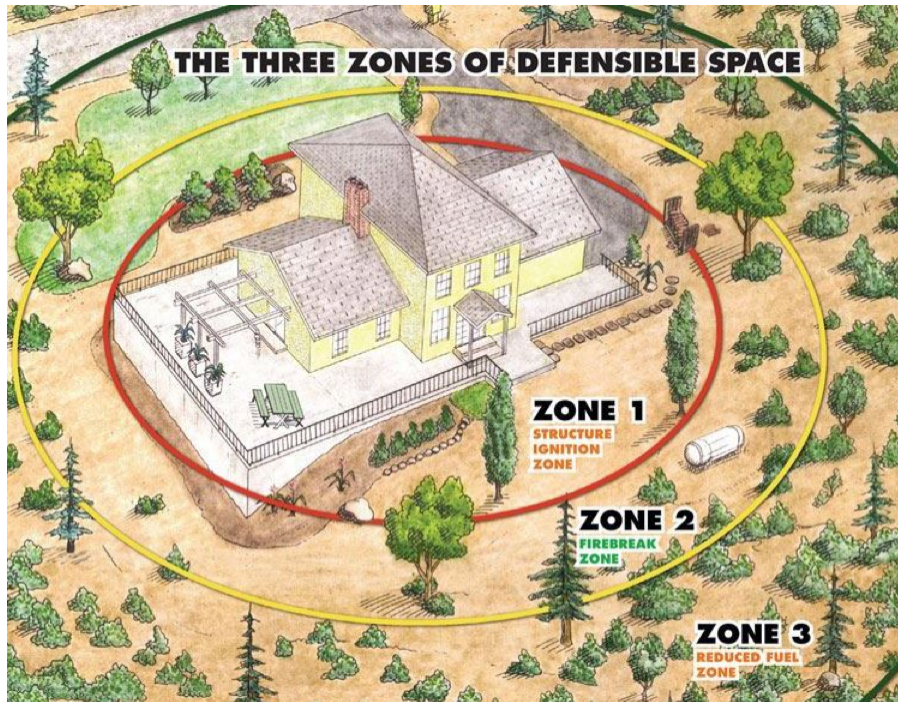 THE THREE ZONES OF DEFENSIBLE SPACE
ZONE 1
STRUCTURE
IGNITION
ZONE
ZONE 2
FIREBREAK
ZONE
ZONE 3
REDUCED FUEL
ZONE